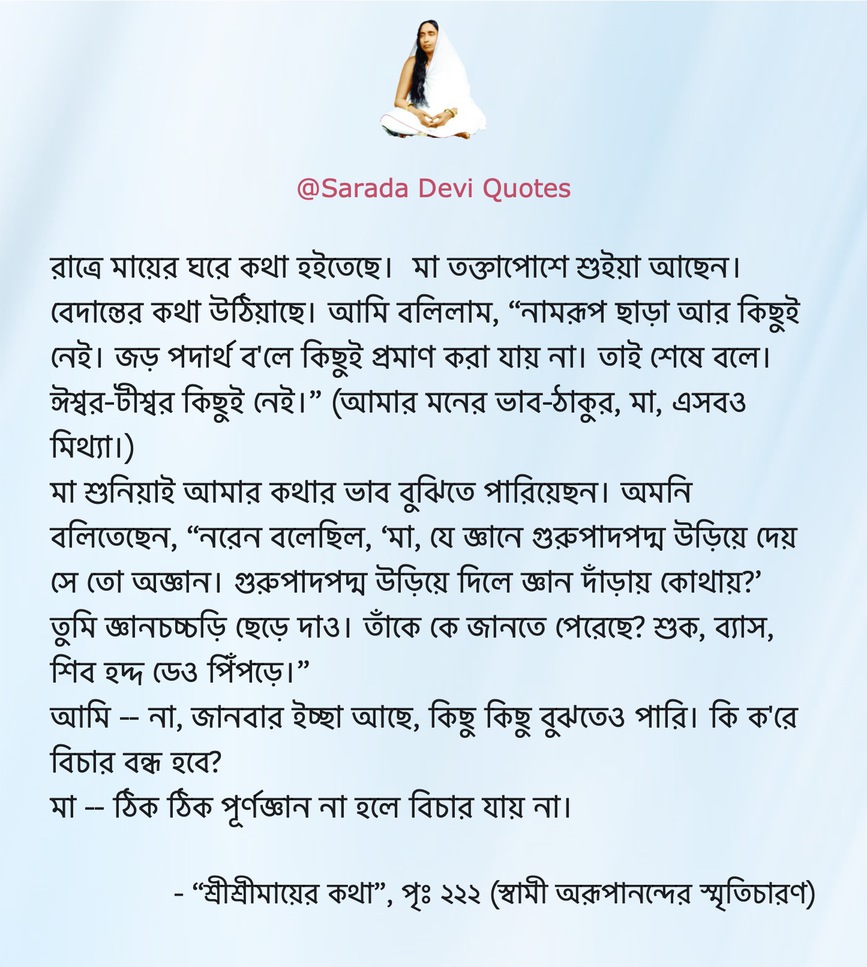 @Sarada Devi Quotes
রাত্রে মায়ের ঘরে কথা হইতেছে। মা তক্তাপোশে শুইয়া আছেন।
বেদান্তের কথা উঠিয়াছে। আমি বলিলাম, “নামরূপ ছাড়া আর কিছুই
নেই। জড় পদার্থ ব'লে কিছুই প্রমাণ করা যায় না। তাই শেষে বলে।
ঈশ্বর-টীশ্বর কিছুই নেই।” (আমার মনের ভাব-ঠাকুর, মা, এসবও
মিথ্যা।)
মা শুনিয়াই আমার কথার ভাব বুঝিতে পারিয়েছন। অমনি
বলিতেছেন, “নরেন বলেছিল, ‘মা, যে জ্ঞানে গুরুপাদপদ্ম উড়িয়ে দেয়
সে তো অজ্ঞান। গুরুপাদপদ্ম উড়িয়ে দিলে জ্ঞান দাঁড়ায় কোথায়?’
তুমি জ্ঞানচচ্চড়ি ছেড়ে দাও। তাঁকে কে জানতে পেরেছে? শুক, ব্যাস,
শিব হদ্দ ডেও পিঁপড়ে।”
আমি -- না, জানবার ইচ্ছা আছে, কিছু কিছু বুঝতেও পারি। কি ক'রে
বিচার বন্ধ হবে?
মা -- ঠিক ঠিক পূর্ণজ্ঞান না হলে বিচার যায় না।
- “শ্রীশ্রীমায়ের কথা”, পৃঃ ২২২ (স্বামী অরূপানন্দের স্মৃতিচারণ)